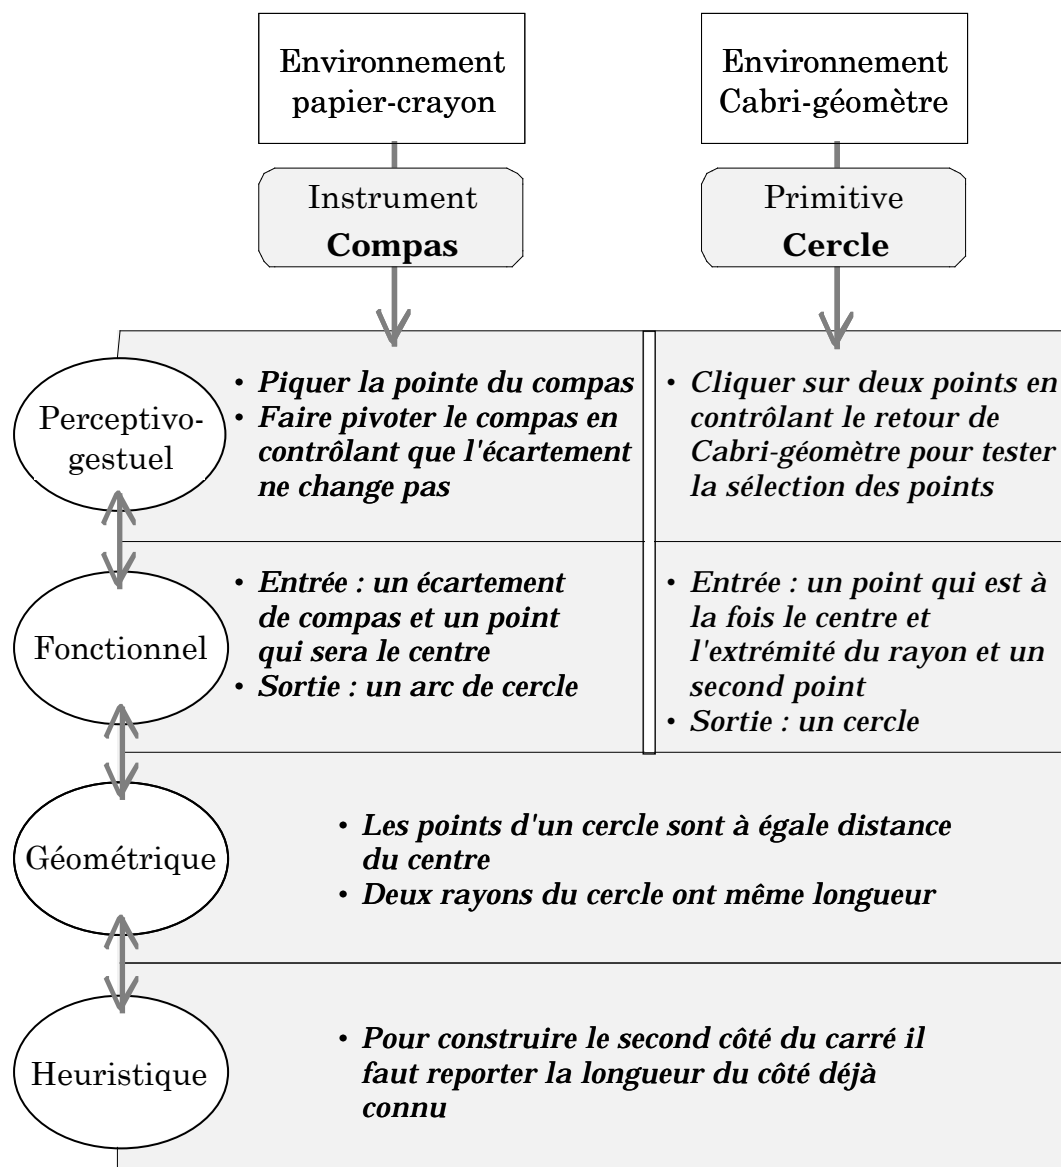 Environnement
papier-crayon
Environnement
Cabri-géomètre
Instrument
Compas
Primitive
Cercle
Perceptivo-
gestuel
• Piquer la pointe du compas
• Faire pivoter le compas en
contrôlant que l'écartement
ne change pas
• Cliquer sur deux points en
contrôlant le retour de
Cabri-géomètre pour tester
la sélection des points
Fonctionnel
• Entrée : un écartement
de compas et un point
qui sera le centre
• Sortie : un arc de cercle
• Entrée : un point qui est à
la fois le centre et
l'extrémité du rayon et un
second point
• Sortie : un cercle
Géométrique
• Les points d'un cercle sont à égale distance
du centre
• Deux rayons du cercle ont même longueur
Heuristique
• Pour construire le second côté du carré il
faut reporter la longueur du côté déjà
connu